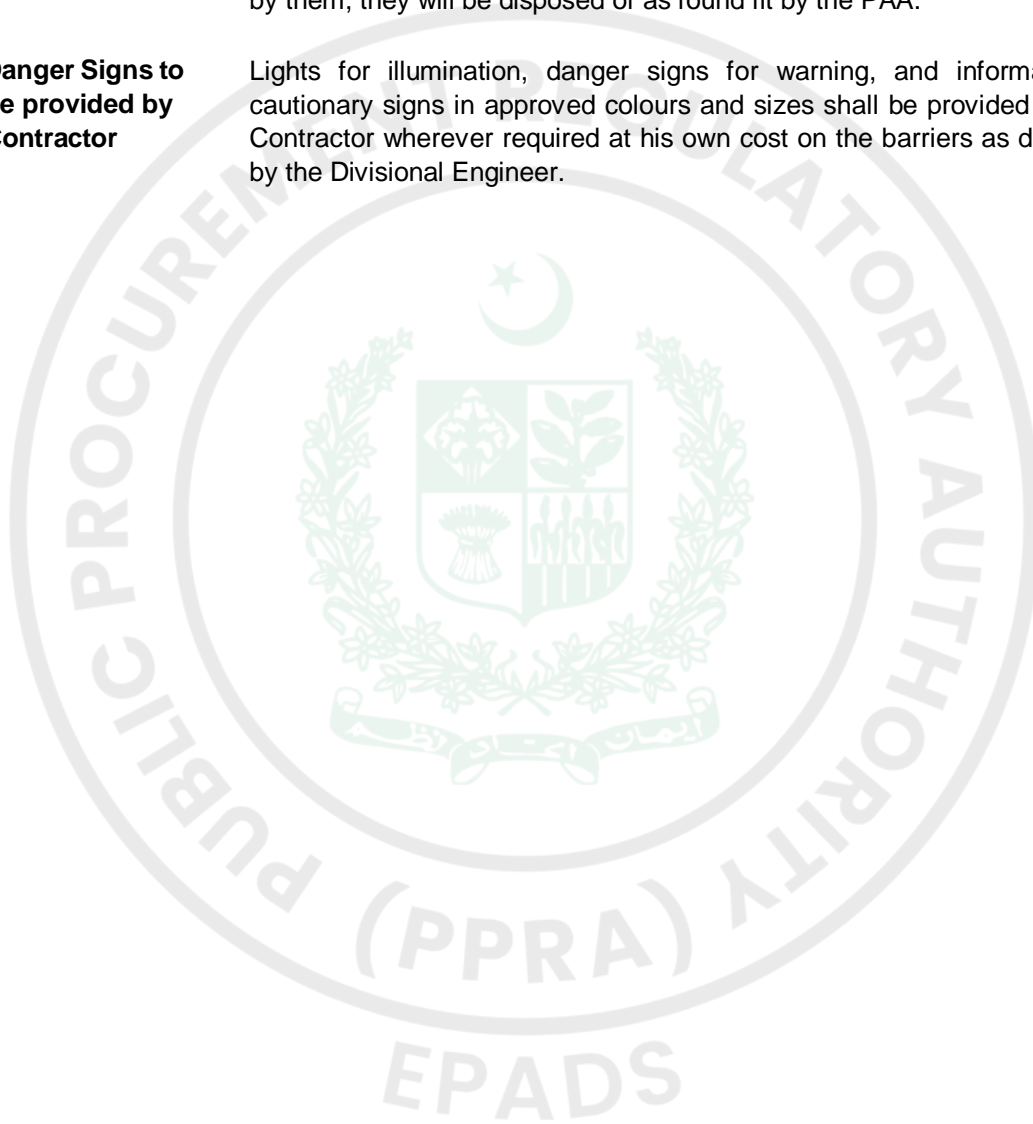 by them, they will be disposed of as found fit by the PAA.
Danger Signs to
be provided by
Contractor
Lights for illumination, danger signs for warning, and
cautionary signs in approved colours and sizes shall be provided
Contractor wherever required at his own cost on the barriers as
by the Divisional Engineer.
PUBLIC PROCUREMENT REGULATORY AUTHORITY
(PPRA)
EPADS